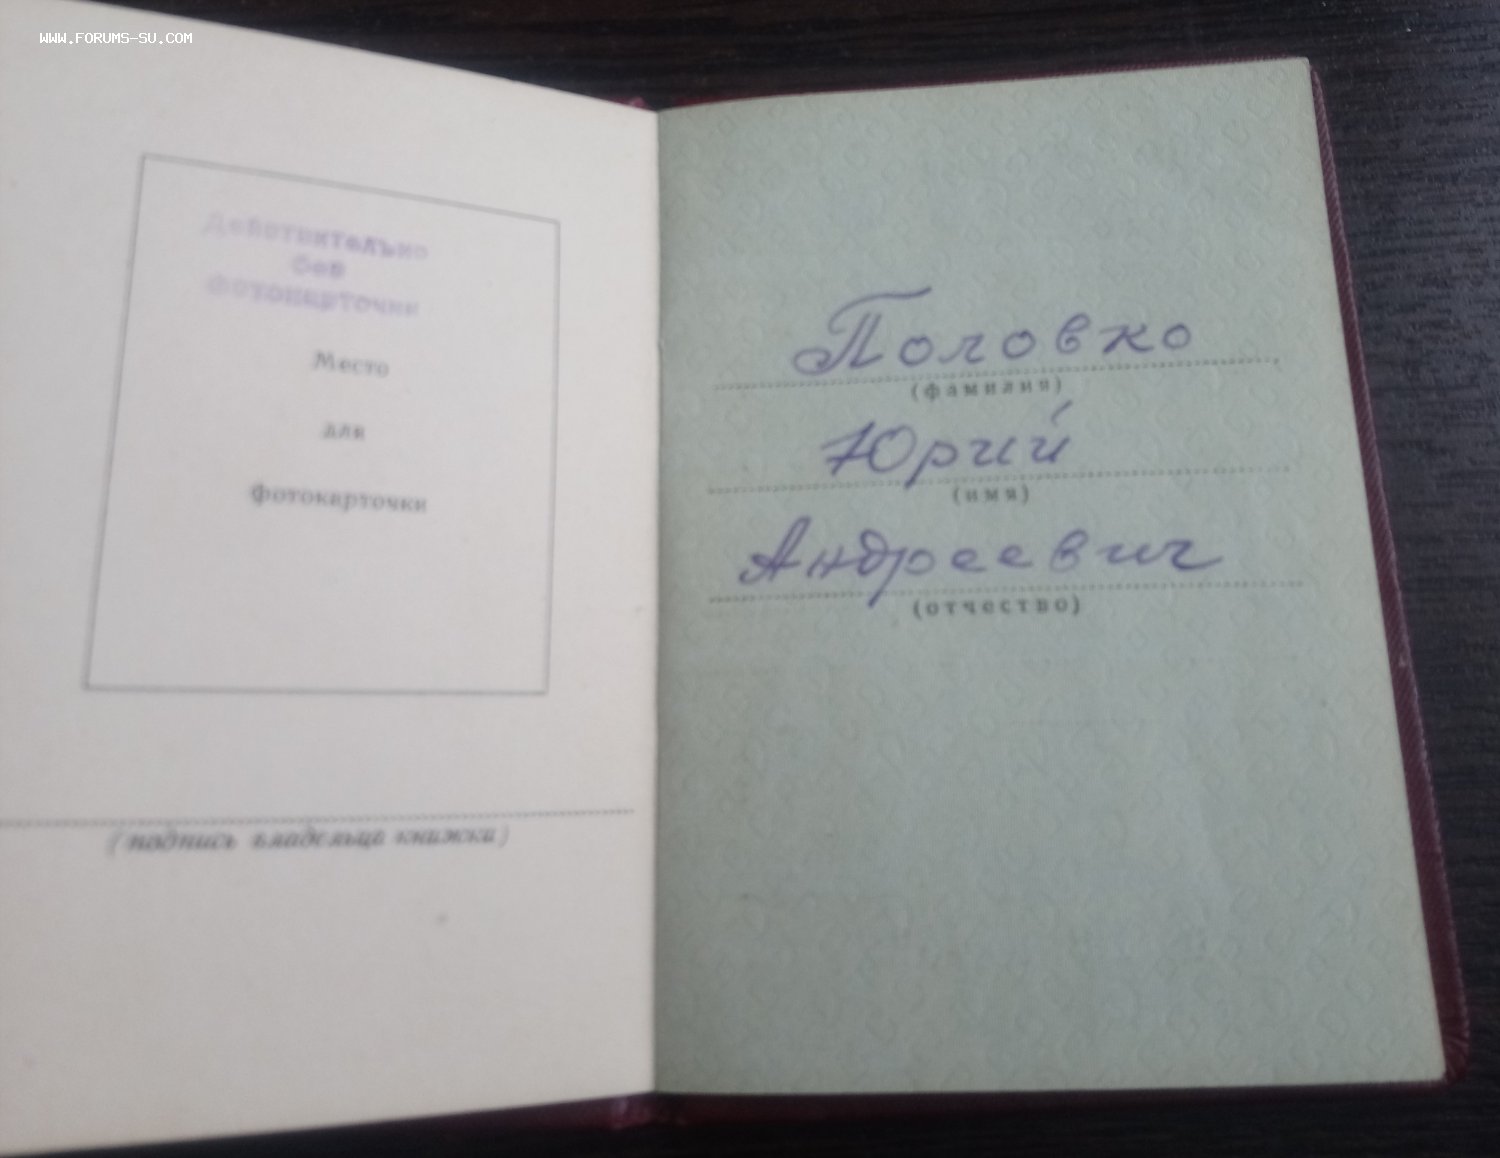 WWW.FORUMS-SU.COM
Действительно
без
фотокарточки
Место
для
фотокарточки
(подпись владельца книжки)
Половко
(фамилия)
Юрий
(имя)
Андреевич
(отчество)